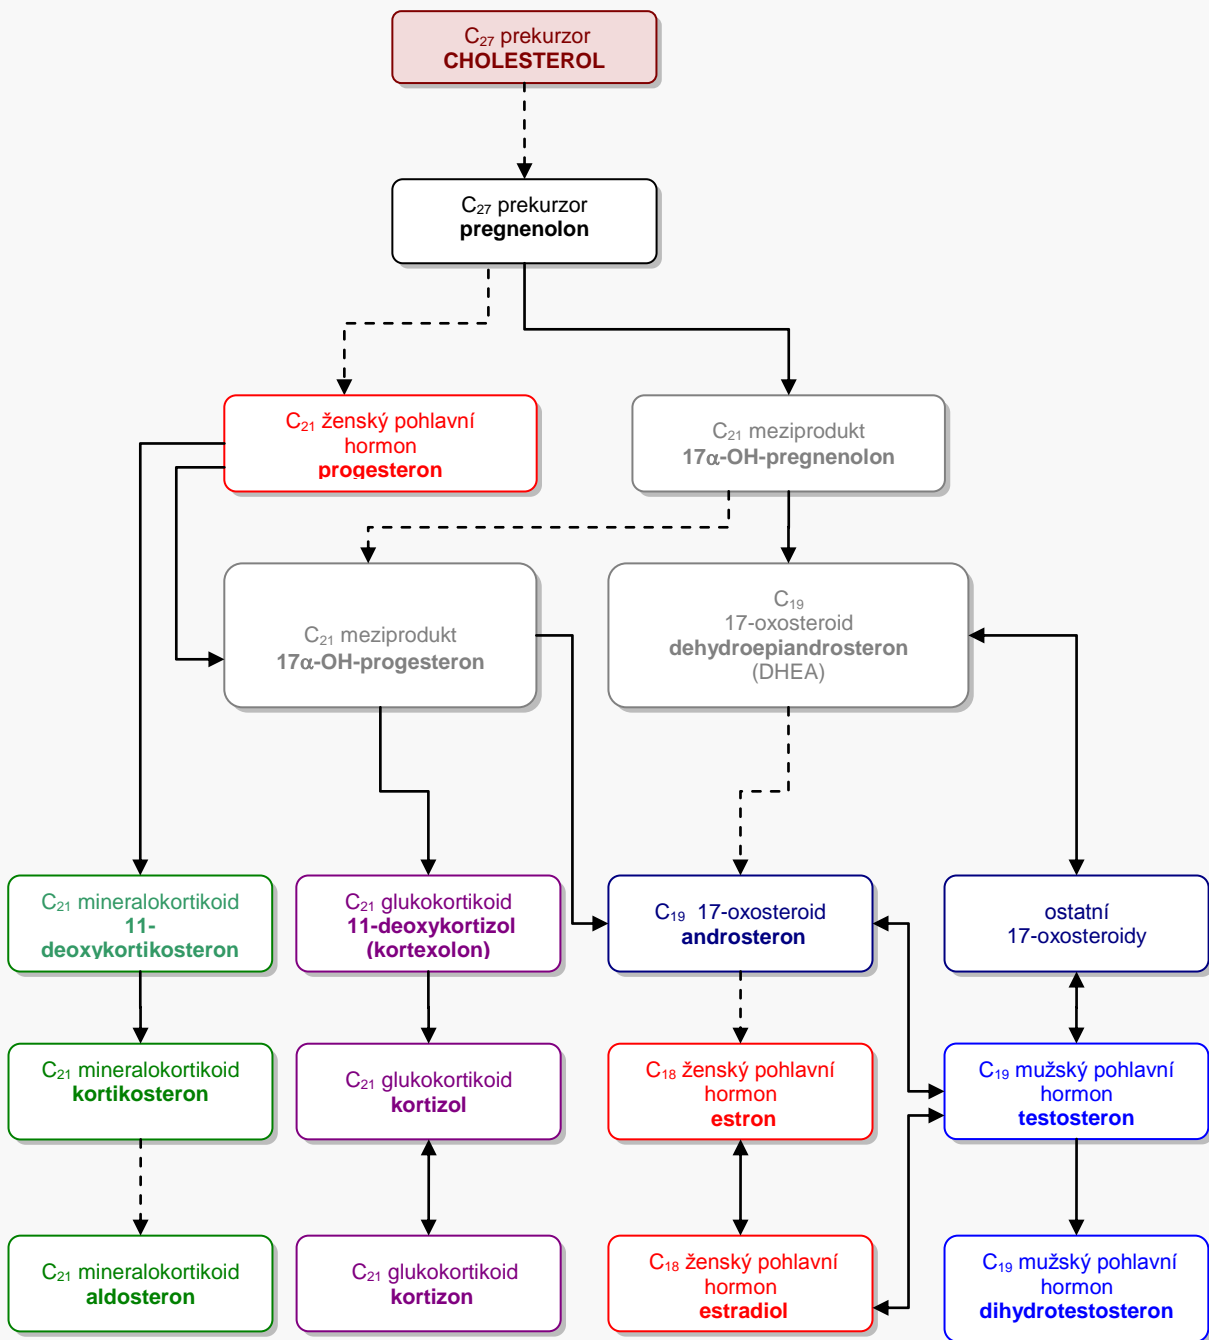 C₂₇ prekurzor
CHOLESTEROL
C₂₇ prekurzor
pregnenolon
C₂₁ ženský pohlavní
hormon
progesteron
C₂₁ meziprodukt
17α-OH-pregnenolon
C₂₁ meziprodukt
17α-OH-progesteron
C₁₉
17-oxosteroid
dehydroepiandrosteron
(DHEA)
C₂₁ mineralokortikoid
11-
deoxykortikosteron
C₂₁ glukokortikoid
11-deoxykortizol
(kortexolon)
C₁₉ 17-oxosteroid
androsteron
ostatní
17-oxosteroidy
C₂₁ mineralokortikoid
kortikosteron
C₂₁ glukokortikoid
kortizol
C₁₈ ženský pohlavní
hormon
estron
C₁₉ mužský pohlavní
hormon
testosteron
C₂₁ mineralokortikoid
aldosteron
C₂₁ glukokortikoid
kortizon
C₁₈ ženský pohlavní
hormon
estradiol
C₁₉ mužský pohlavní
hormon
dihydrotestosteron